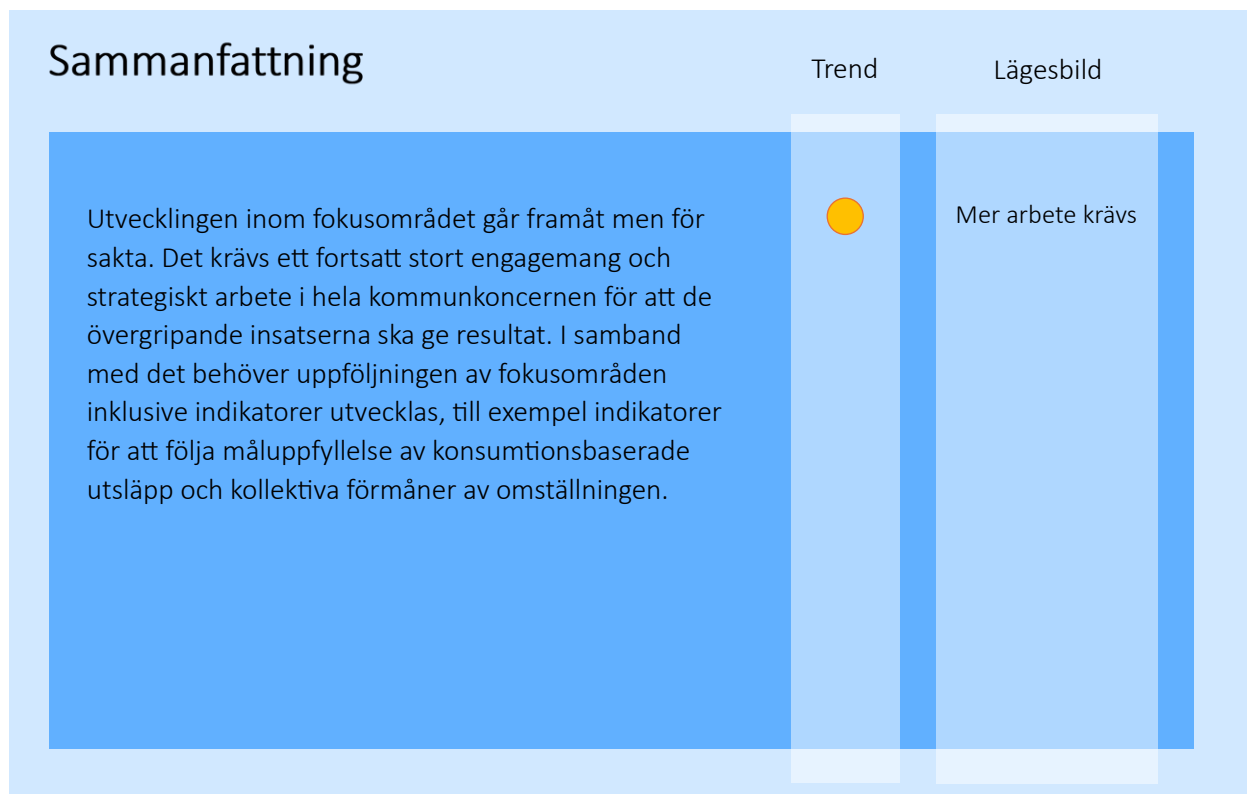 Sammanfattning
Trend
Lägesbild
Utvecklingen inom fokusområdet går framåt men för
sakta. Det krävs ett fortsatt stort engagemang och
strategiskt arbete i hela kommunkoncernen för att de
övergripande insatserna ska ge resultat. I samband
med det behöver uppföljningen av fokusområden
inklusive indikatorer utvecklas, till exempel indikatorer
för att följa måluppfyllelse av konsumtionsbaserade
utsläpp och kollektiva förmåner av omställningen.
Mer arbete krävs